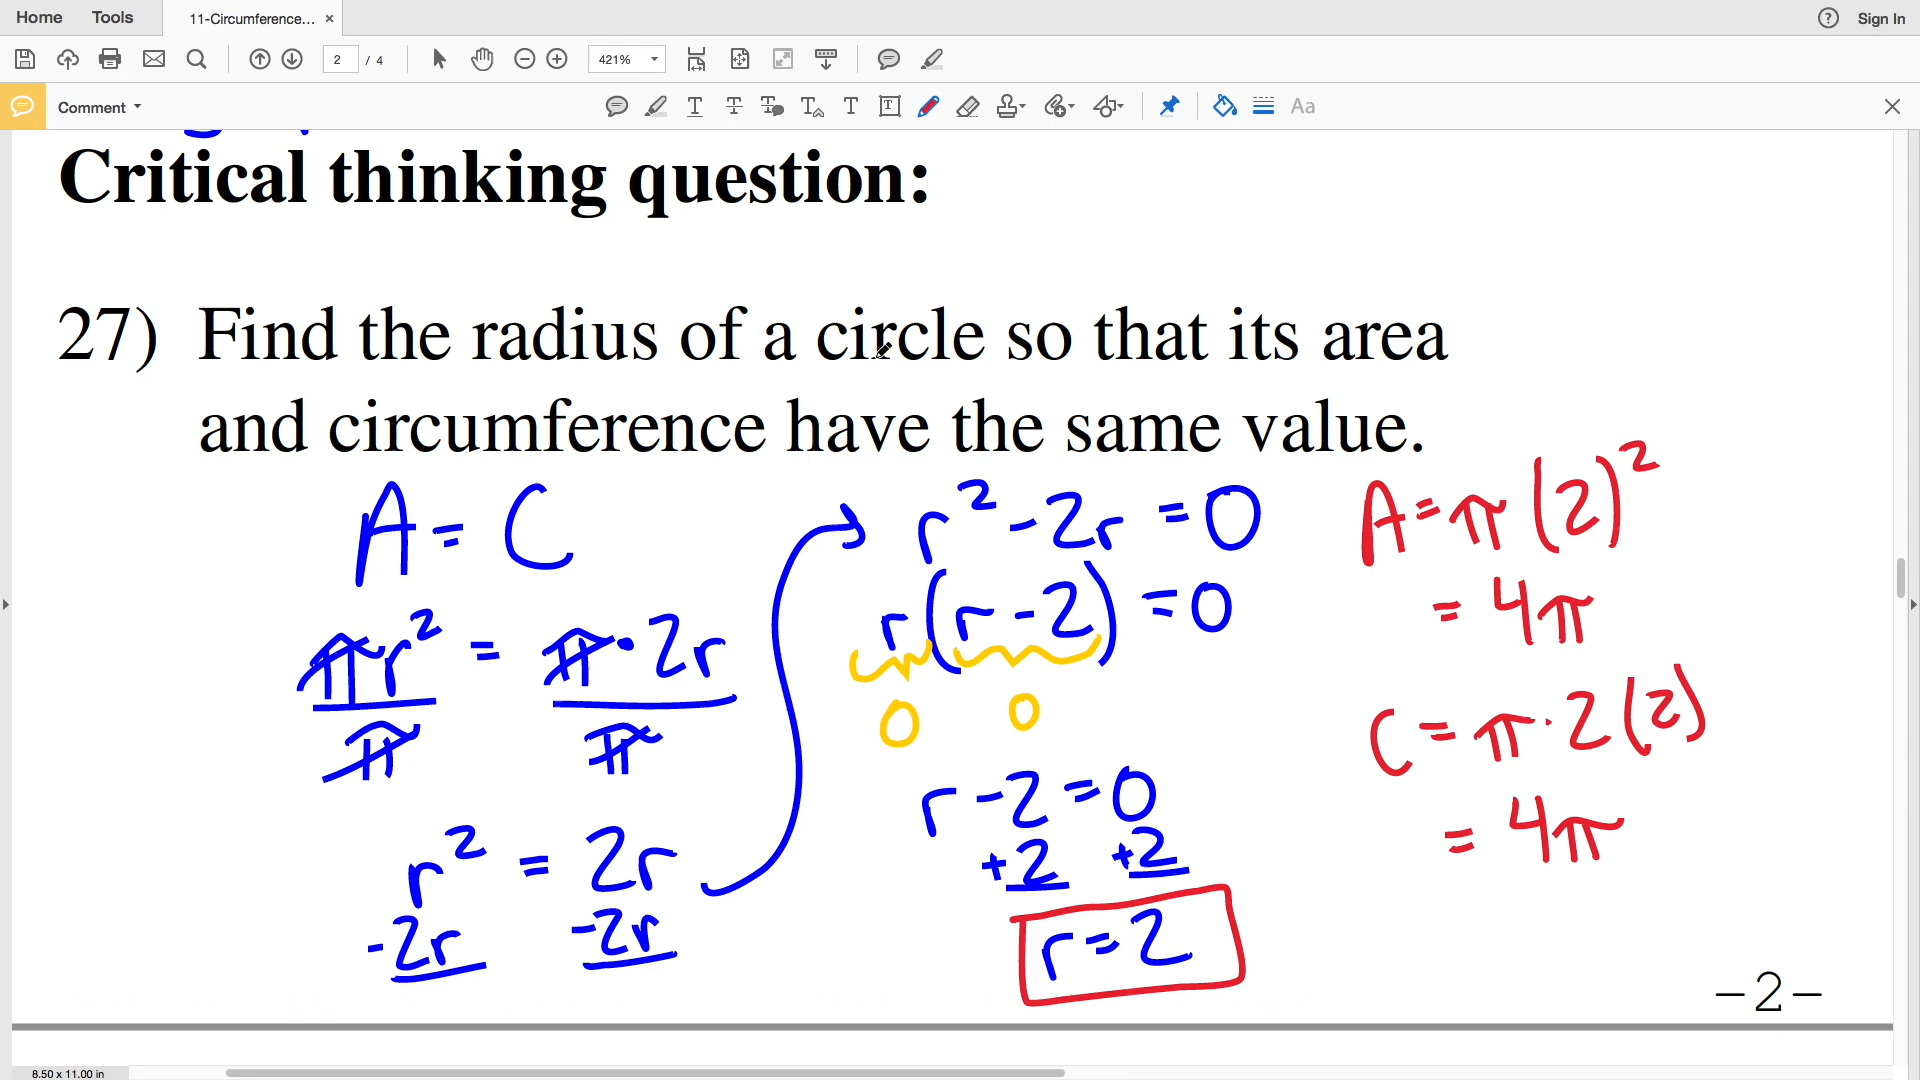 Home Tools 11-Circumference... × ? Sign In
2 / 4 421%
Comment T T T T T T Aa
Critical thinking question:
27) Find the radius of a circle so that its area
and circumference have the same value.
A = C
πr² = π·2r
π π
r² = 2r
-2r -2r
r² - 2r = 0
r(r - 2) = 0
0 0
r - 2 = 0
+2 +2
r = 2
A = π(2)²
= 4π
C = π·2(2)
= 4π
-2-
8.50 x 11.00 in